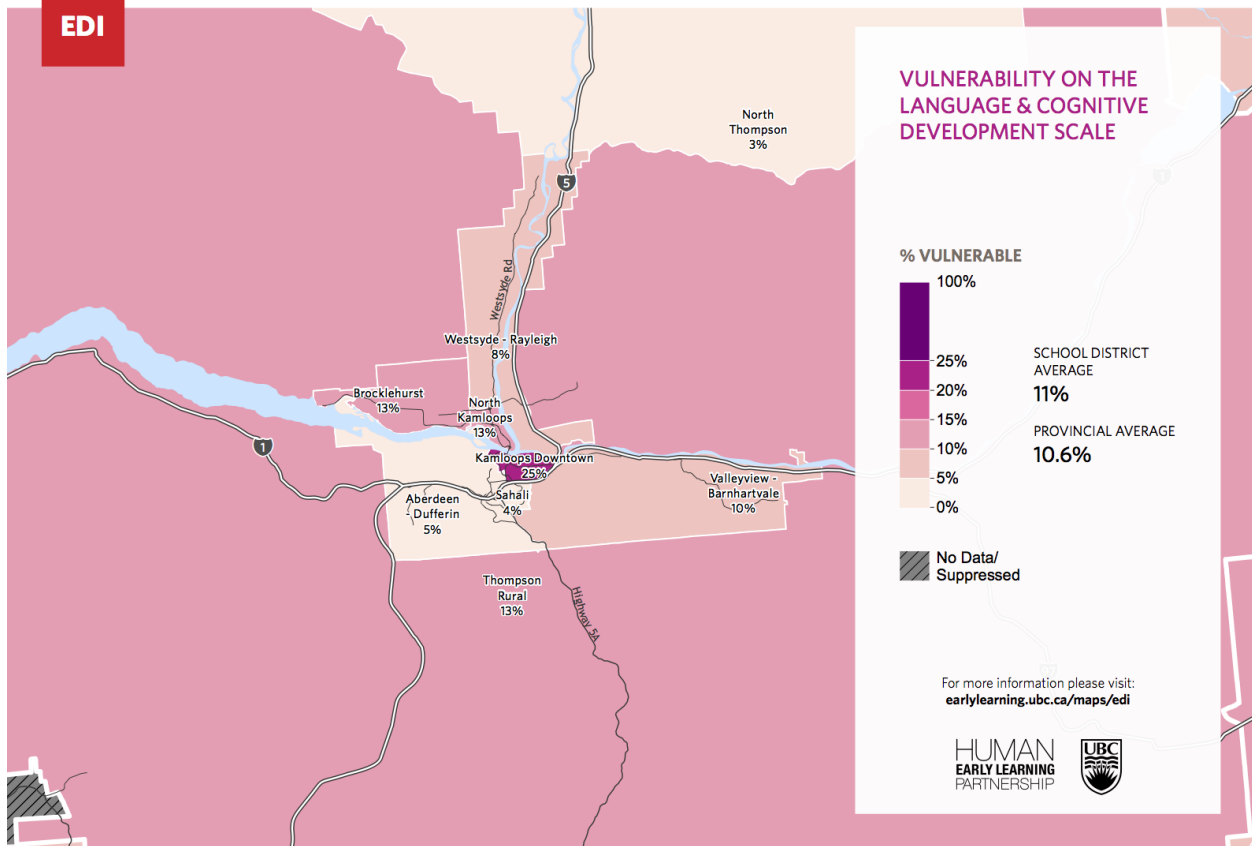 EDI
North
Thompson
3%
5
Westsyde Rd
Westsyde - Rayleigh
8%
Brocklehurst
13%
North
Kamloops
13%
1
Kamloops Downtown
25%
Valleyview -
Barnhartvale
10%
Aberdeen
- Dufferin
5%
Sahali
4%
Thompson
Rural
13%
Highway 5A
VULNERABILITY ON THE
LANGUAGE & COGNITIVE
DEVELOPMENT SCALE
% VULNERABLE
100%
25%
20%
15%
10%
5%
0%
No Data/
Suppressed
SCHOOL DISTRICT
AVERAGE
11%
PROVINCIAL AVERAGE
10.6%
For more information please visit:
earlylearning.ubc.ca/maps/edi
HUMAN
EARLY LEARNING
PARTNERSHIP
UBC